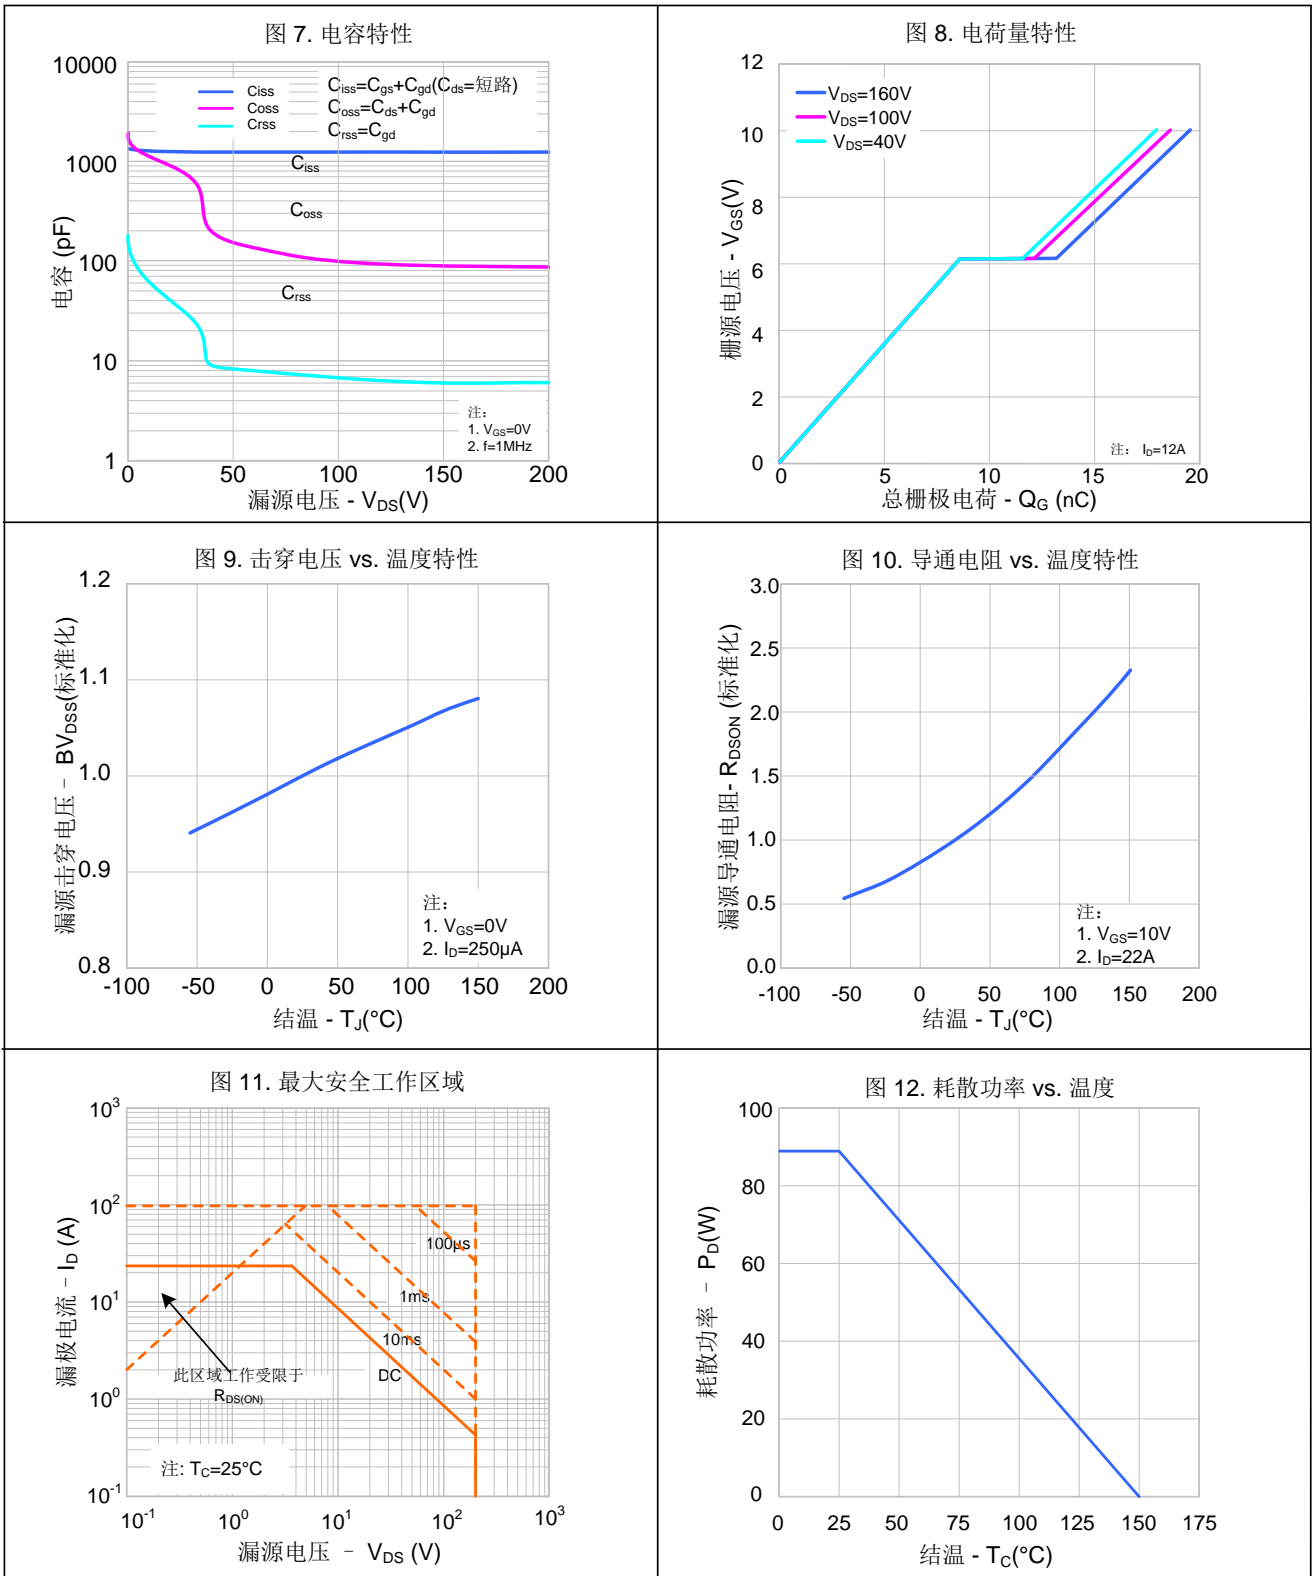 图 7. 电容特性
10000
1000
100
10
1
Ciss
Coss
Crss
Ciss=Cgs+Cgd(Cds=短路)
Coss=Cds+Cgd
Crss=Cgd
Ciss
Coss
Crss
注：
1. VGS=0V
2. f=1MHz
0 50 100 150 200
漏源电压 - VDS(V)
电容 (pF)
图 8. 电荷量特性
12
10
8
6
4
2
0
VDS=160V
VDS=100V
VDS=40V
注： ID=12A
0 5 10 15 20
总栅极电荷 - QG (nC)
栅源电压 - VGS(V)
图 9. 击穿电压 vs. 温度特性
1.2
1.1
1.0
0.9
0.8
注：
1. VGS=0V
2. ID=250μA
-100 -50 0 50 100 150 200
结温 - TJ(°C)
漏源击穿电压 - BVDSS(标准化)
图 10. 导通电阻 vs. 温度特性
3.0
2.5
2.0
1.5
1.0
0.5
0.0
注：
1. VGS=10V
2. ID=22A
-100 -50 0 50 100 150 200
结温 - TJ(°C)
漏源导通电阻- RDSON (标准化)
图 11. 最大安全工作区域
10³
10²
10¹
10⁰
10⁻¹
100μs
1ms
10ms
DC
此区域工作受限于
RDS(ON)
注: TC=25°C
10⁻¹ 10⁰ 10¹ 10² 10³
漏源电压 - VDS (V)
漏极电流 - ID (A)
图 12. 耗散功率 vs. 温度
100
80
60
40
20
0
0 25 50 75 100 125 150 175
结温 - TC(°C)
耗散功率 - PD(W)